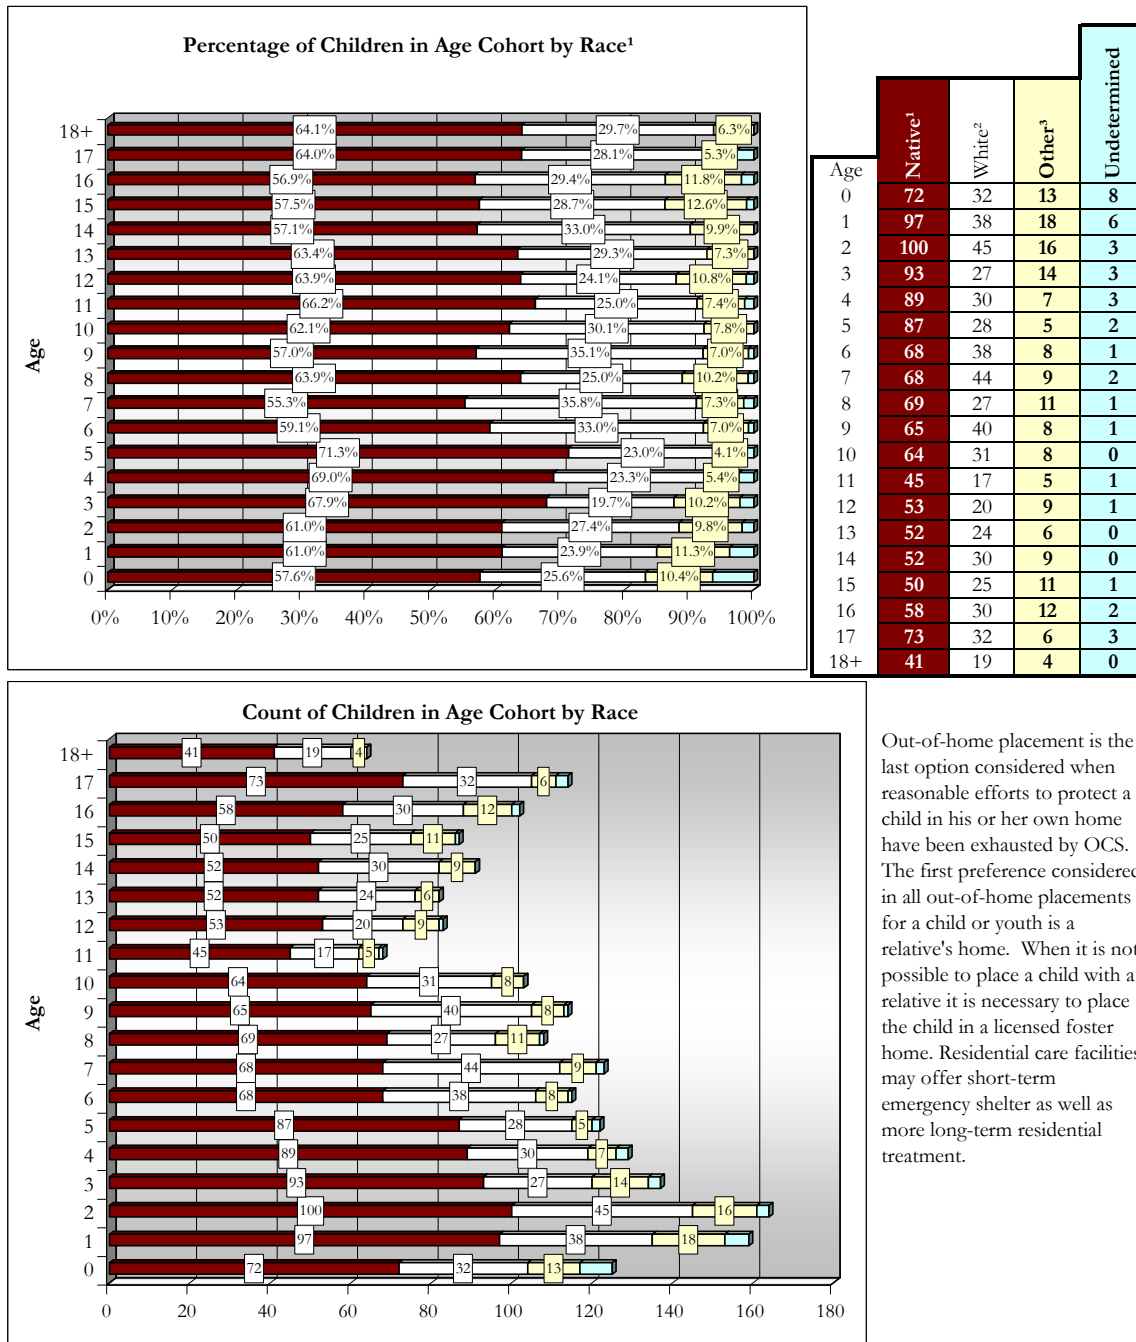 Percentage of Children in Age Cohort by Race¹
Age
18+ 64.1% 29.7% 6.3%
17 64.0% 28.1% 5.3%
16 56.9% 29.4% 11.8%
15 57.5% 28.7% 12.6%
14 57.1% 33.0% 9.9%
13 63.4% 29.3% 7.3%
12 63.9% 24.1% 10.8%
11 66.2% 25.0% 7.4%
10 62.1% 30.1% 7.8%
9 57.0% 35.1% 7.0%
8 63.9% 25.0% 10.2%
7 55.3% 35.8% 7.3%
6 59.1% 33.0% 7.0%
5 71.3% 23.0% 4.1%
4 69.0% 23.3% 5.4%
3 67.9% 19.7% 10.2%
2 61.0% 27.4% 9.8%
1 61.0% 23.9% 11.3%
0 57.6% 25.6% 10.4%
0% 10% 20% 30% 40% 50% 60% 70% 80% 90% 100%
Age Native¹ White² Other³ Undetermined
0 72 32 13 8
1 97 38 18 6
2 100 45 16 3
3 93 27 14 3
4 89 30 7 3
5 87 28 5 2
6 68 38 8 1
7 68 44 9 2
8 69 27 11 1
9 65 40 8 1
10 64 31 8 0
11 45 17 5 1
12 53 20 9 1
13 52 24 6 0
14 52 30 9 0
15 50 25 11 1
16 58 30 12 2
17 73 32 6 3
18+ 41 19 4 0
Count of Children in Age Cohort by Race
Age
18+ 41 19 4
17 73 32 6
16 58 30 12
15 50 25 11
14 52 30 9
13 52 24 6
12 53 20 9
11 45 17 5
10 64 31 8
9 65 40 8
8 69 27 11
7 68 44 9
6 68 38 8
5 87 28 5
4 89 30 7
3 93 27 14
2 100 45 16
1 97 38 18
0 72 32 13
0 20 40 60 80 100 120 140 160 180
Out-of-home placement is the
last option considered when
reasonable efforts to protect a
child in his or her own home
have been exhausted by OCS.
The first preference considered
in all out-of-home placements
for a child or youth is a
relative's home. When it is not
possible to place a child with a
relative it is necessary to place
the child in a licensed foster
home. Residential care facilities
may offer short-term
emergency shelter as well as
more long-term residential
treatment.